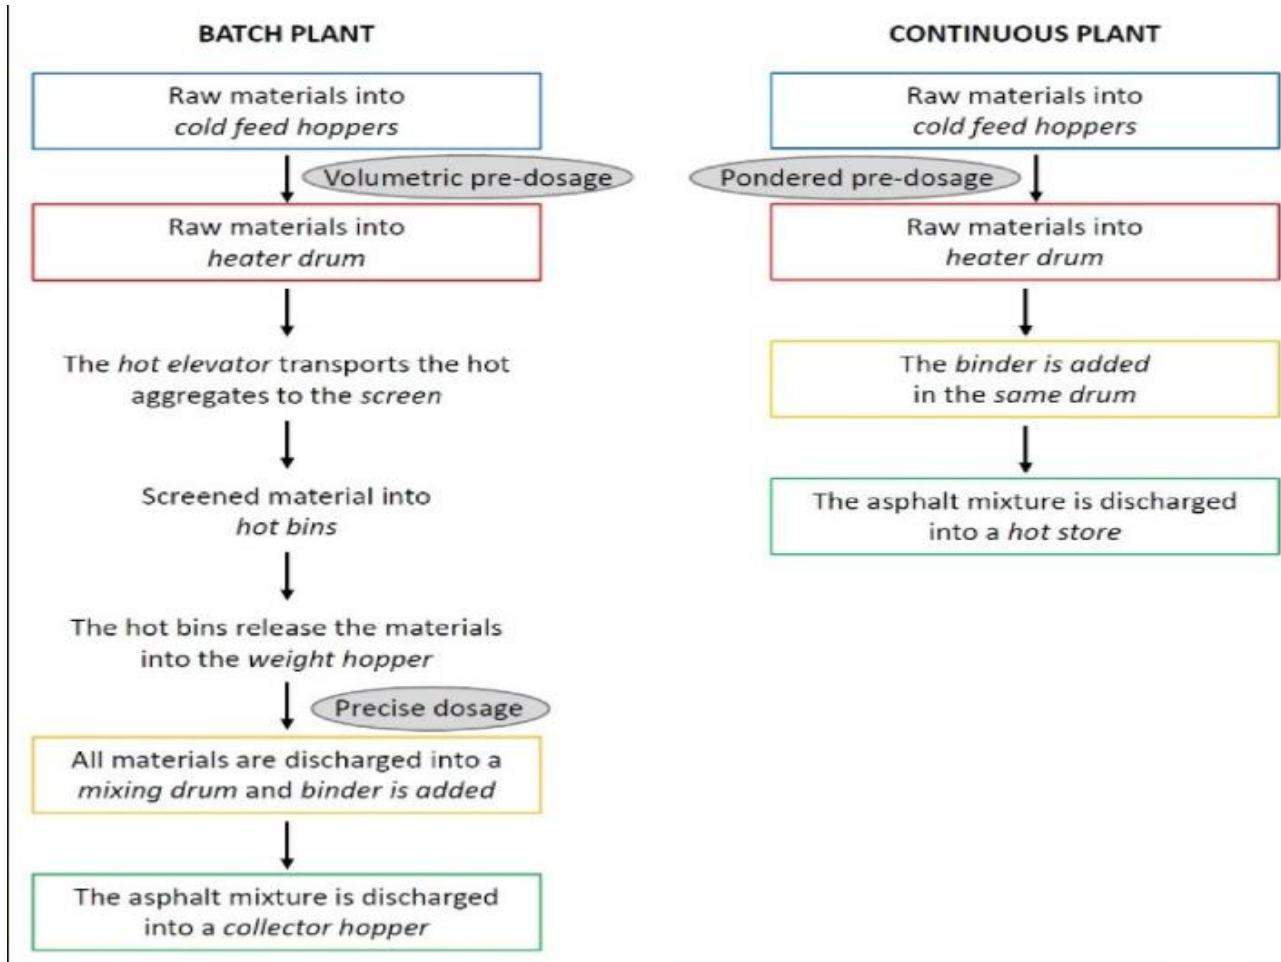 BATCH PLANT
Raw materials into
cold feed hoppers
Volumetric pre-dosage
Raw materials into
heater drum
The hot elevator transports the hot
aggregates to the screen
Screened material into
hot bins
The hot bins release the materials
into the weight hopper
Precise dosage
All materials are discharged into a
mixing drum and binder is added
The asphalt mixture is discharged
into a collector hopper
CONTINUOUS PLANT
Raw materials into
cold feed hoppers
Pondered pre-dosage
Raw materials into
heater drum
The binder is added
in the same drum
The asphalt mixture is discharged
into a hot store